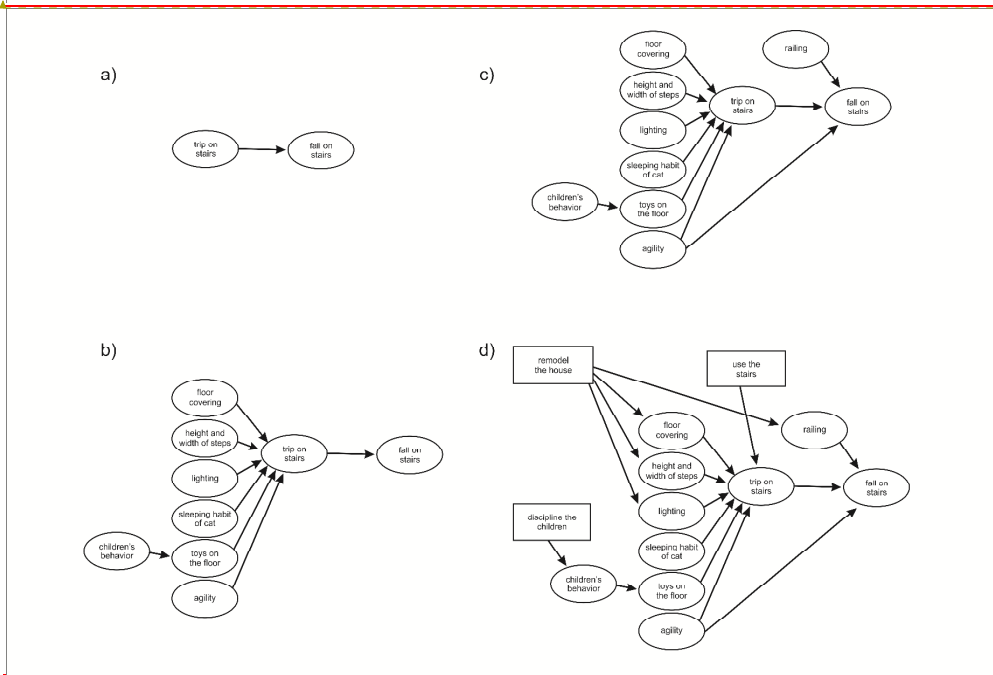 a)
trip on
stairs
fall on
stairs
c)
floor
covering
height and
width of steps
lighting
sleeping habit
of cat
children's
behavior
toys on
the floor
agility
trip on
stairs
railing
fall on
stairs
b)
floor
covering
height and
width of steps
lighting
sleeping habit
of cat
children's
behavior
toys on
the floor
agility
trip on
stairs
fall on
stairs
d)
remodel
the house
use the
stairs
floor
covering
height and
width of steps
lighting
discipline the
children
sleeping habit
of cat
children's
behavior
toys on
the floor
agility
trip on
stairs
railing
fall on
stairs